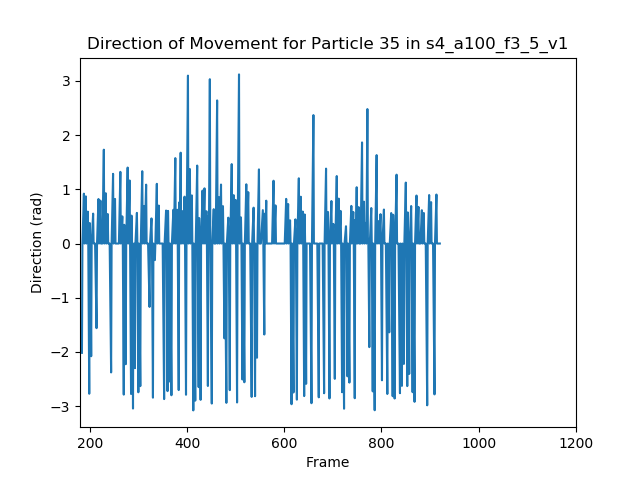 Direction of Movement for Particle 35 in s4_a100_f3_5_v1
3
2
1
0
−1
−2
−3
Direction (rad)
200 400 600 800 1000 1200
Frame